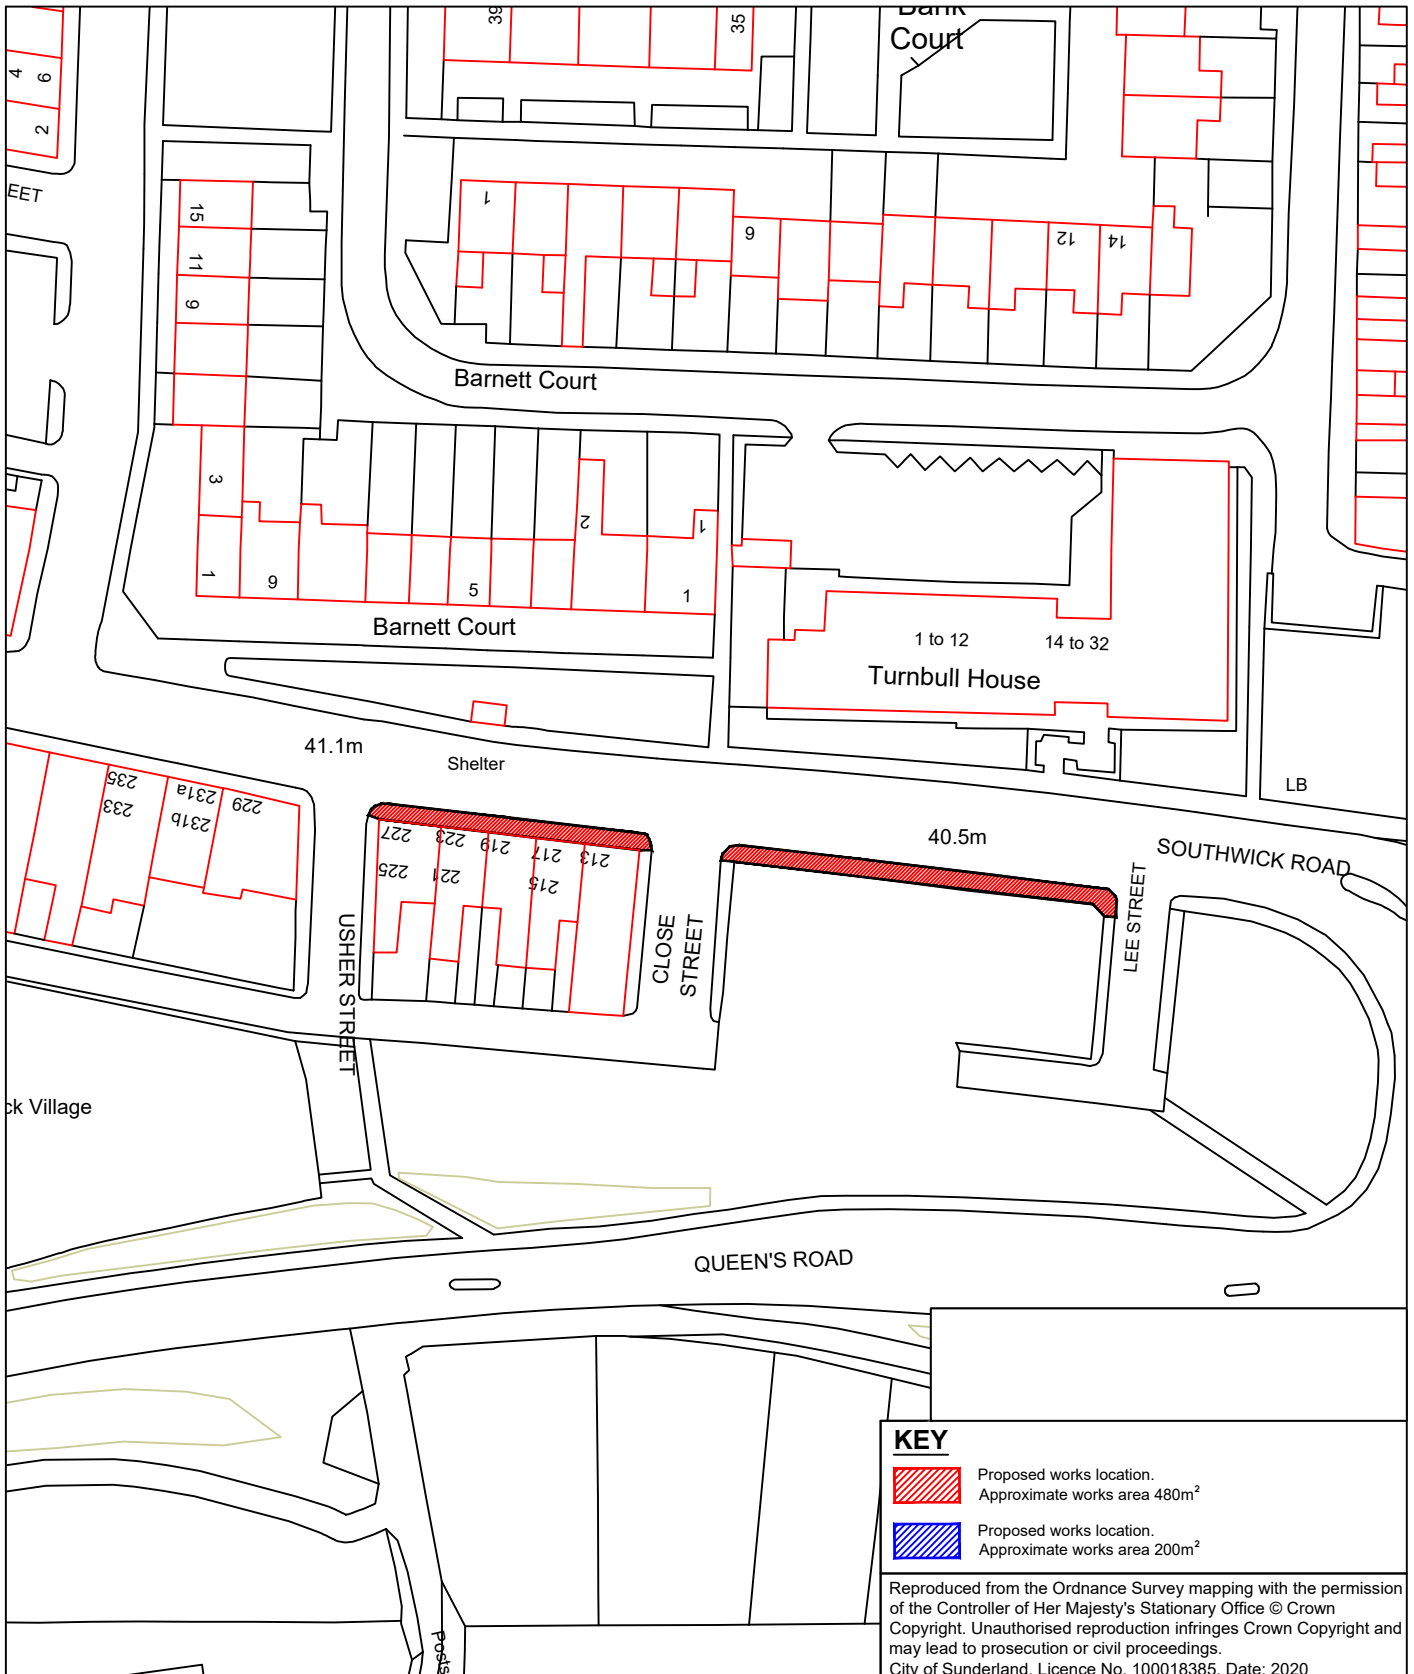 39
35
Bank
Court
4
6
2
EET
15
11
9
1
6
12
14
Barnett Court
3
1
9
5
2
1
1
Barnett Court
1 to 12
14 to 32
Turnbull House
41.1m
Shelter
LB
235
233
231a
231b
229
227
225
223
221
219
217
215
213
40.5m
SOUTHWICK ROAD
LEE STREET
CLOSE
STREET
USHER STREET
ck Village
QUEEN'S ROAD
Posts
KEY
Proposed works location.
Approximate works area 480m²
Proposed works location.
Approximate works area 200m²
Reproduced from the Ordnance Survey mapping with the permission
of the Controller of Her Majesty's Stationary Office © Crown
Copyright. Unauthorised reproduction infringes Crown Copyright and
may lead to prosecution or civil proceedings.
City of Sunderland. Licence No. 100018385. Date: 2020